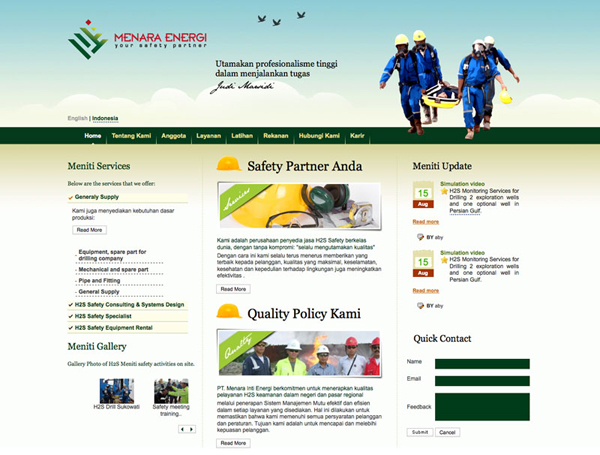 MENARA ENERGI
your safety partner
Utamakan profesionalisme tinggi
dalam menjalankan tugas
Judi Marwidi
English | Indonesia
Home Tentang Kami Anggota Layanan Latihan Rekanan Hubungi Kami Karir
Meniti Services
Below are the services that we offer:
Generaly Supply
Kami juga menyediakan kebutuhan dasar
produksi:
Read More
Equipment, spare part for
drilling company
- Mechanical and spare part
- Pipe and Fitting
- General Supply
H2S Safety Consulting & Systems Design
H2S Safety Specialist
H2S Safety Equipment Rental
Meniti Gallery
Gallery Photo of H2S Meniti safety activities on site.
H2S Drill Sukowati
Safety meeting
training..
Safety Partner Anda
Services
Kami adalah perusahaan penyedia jasa H2S Safety berkelas
dunia, dengan tanpa kompromi: "selalu mengutamakan kualitas"
Dengan cara ini kami selalu terus menerus memberikan yang
terbaik kepada pelanggan, kualitas yang maksimal, keselamatan,
kesehatan dan kepedulian terhadap lingkungan juga meningkatkan
efektivitas..
Read More
Quality Policy Kami
Quality
PT. Menara Inti Energi berkomitmen untuk menerapkan kualitas
pelayanan H2S keamanan dalam negeri dan pasar regional
melalui penerapan Sistem Manajemen Mutu efektif dan efisien
dalam setiap layanan yang disediakan. Hal ini dilakukan untuk
memastikan bahwa kami memenuhi semua persyaratan pelanggan
dan peraturan. Tujuan kami adalah untuk mencapai dan melebihi
kepuasan pelanggan.
Read More
Meniti Update
15
Aug
Simulation video
H2S Monitoring Services for
Drilling 2 exploration wells
and one optional well in
Persian Gulf.
Read more
BY aby
15
Aug
Simulation video
H2S Monitoring Services for
Drilling 2 exploration wells
and one optional well in
Persian Gulf.
Read more
BY aby
Quick Contact
Name
Email
Feedback
Submit Cancel